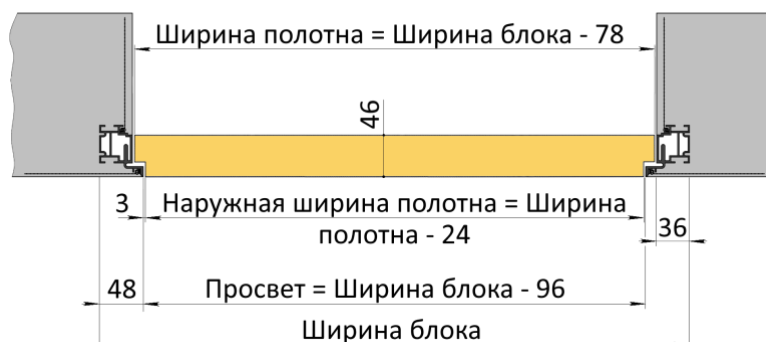 Ширина полотна = Ширина блока - 78
46
3
Наружная ширина полотна = Ширина
полотна - 24
36
48
Просвет = Ширина блока - 96
Ширина блока